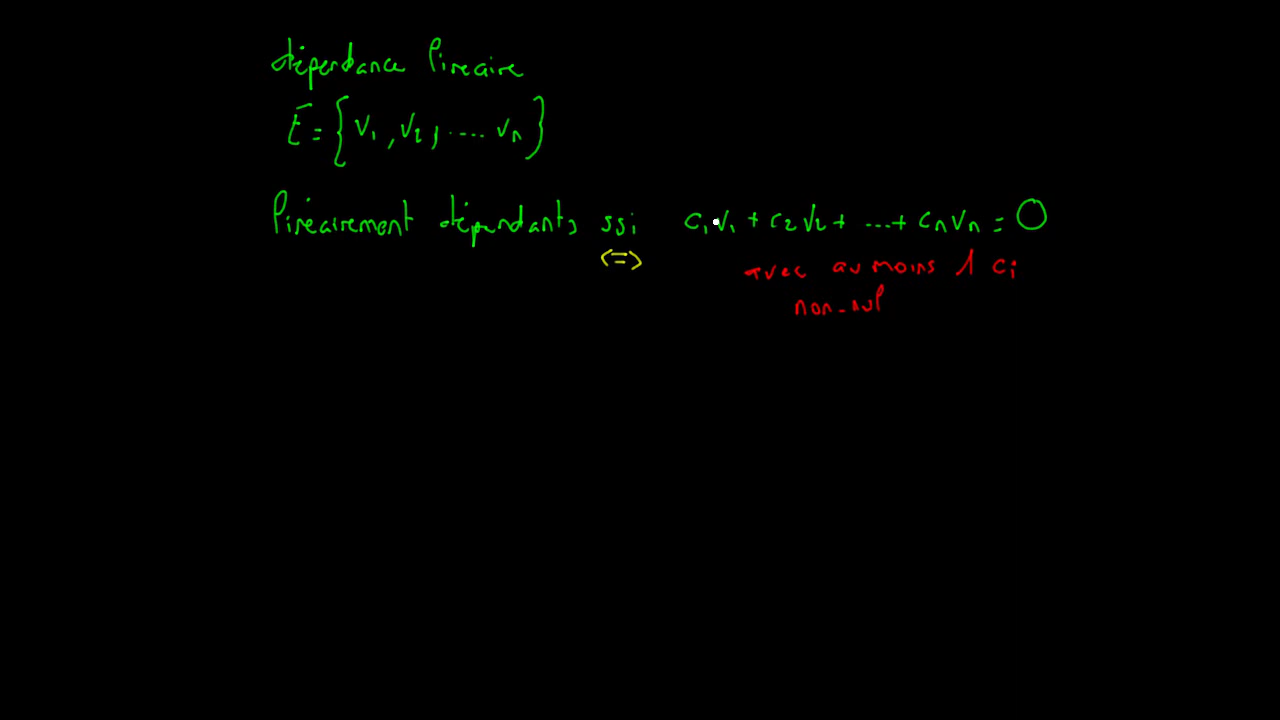 dépendance linéaire
E = {v₁, v₂, .... vₙ}
linéairement dépendants ssi c₁v₁ + c₂v₂ + ...+ cₙvₙ = 0
<=> avec au moins 1 cᵢ
non-nul